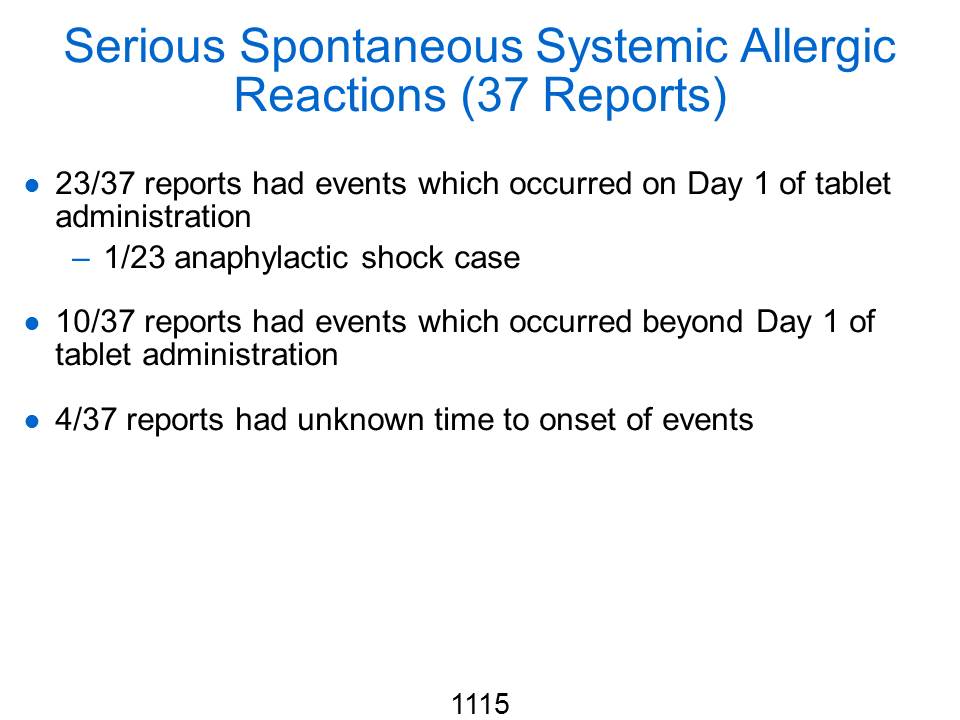 Serious Spontaneous Systemic Allergic
Reactions (37 Reports)
● 23/37 reports had events which occurred on Day 1 of tablet
administration
– 1/23 anaphylactic shock case
● 10/37 reports had events which occurred beyond Day 1 of
tablet administration
● 4/37 reports had unknown time to onset of events
1115